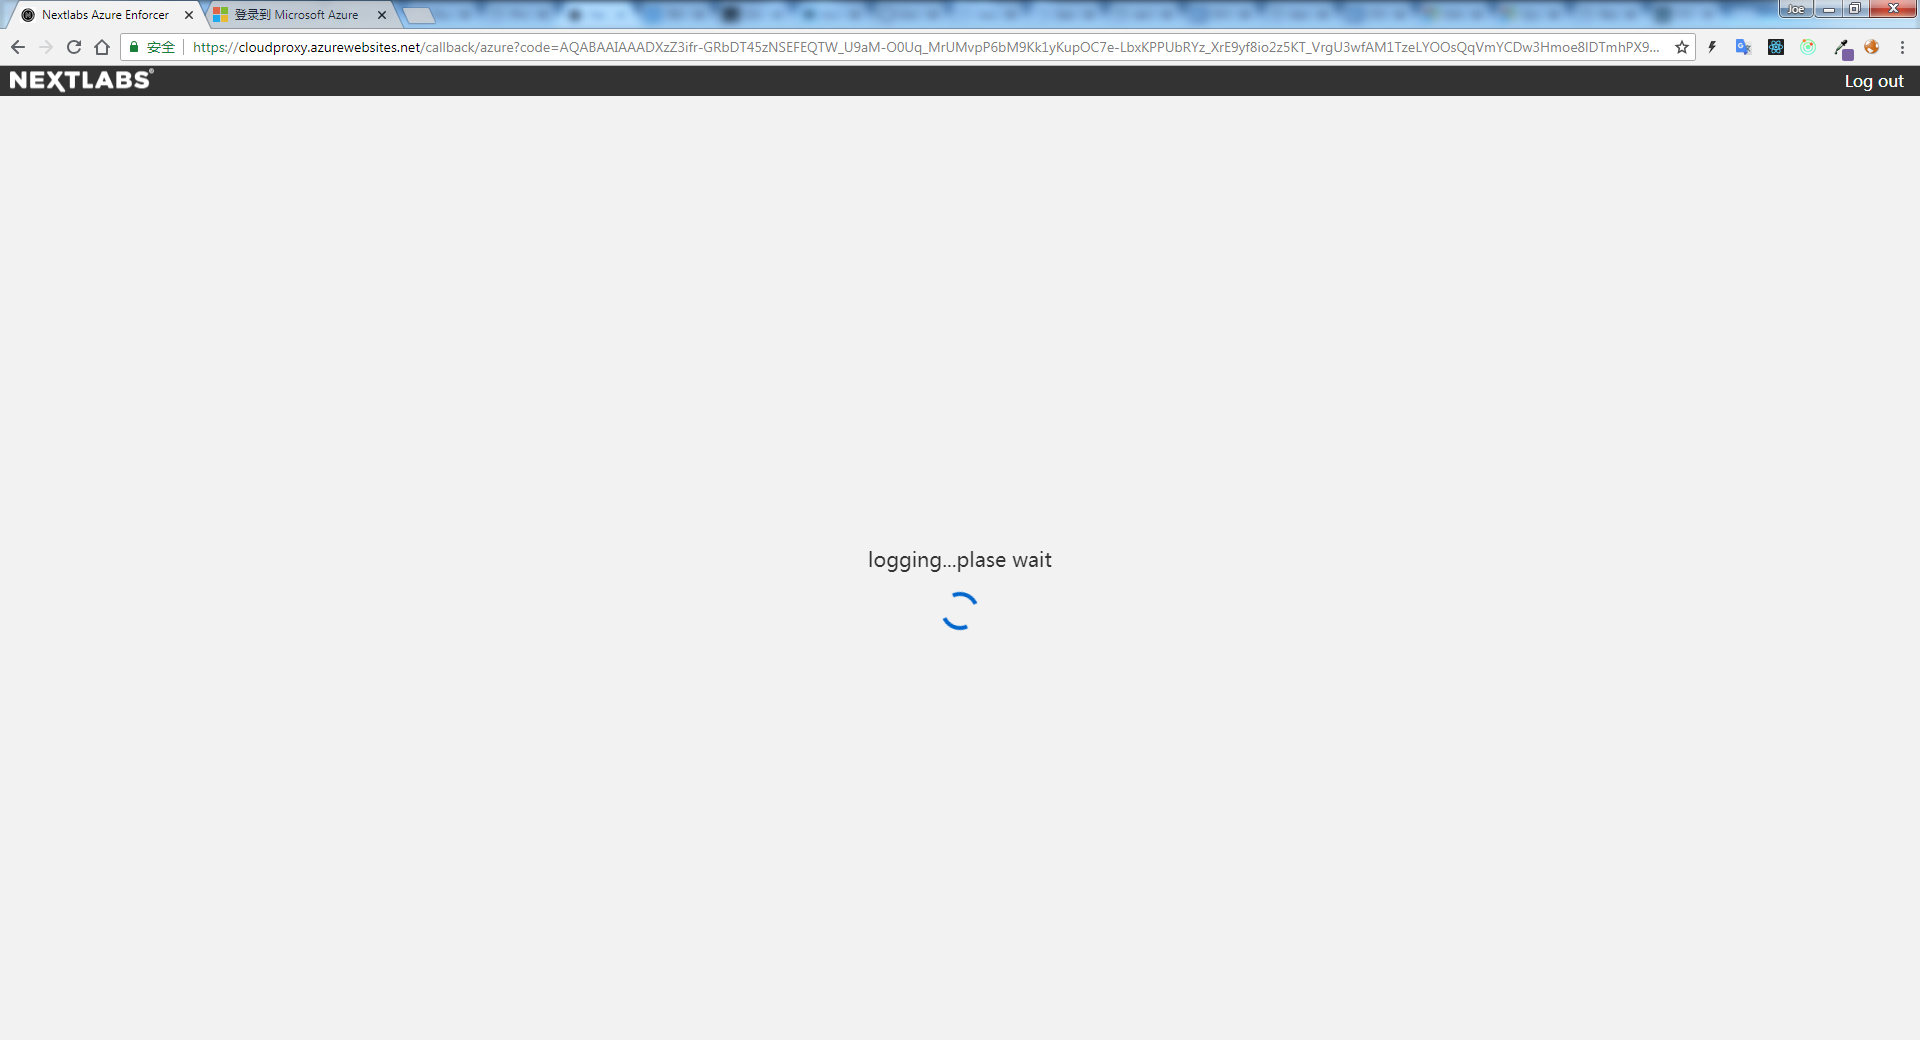 Nextlabs Azure Enforcer
登录到 Microsoft Azure
Joe
安全
https://cloudproxy.azurewebsites.net/callback/azure?code=AQABAAIAAADXzZ3ifr-GRbDT45zNSEFEQTW_U9aM-O0Uq_MrUMvpP6bM9Kk1yKupOC7e-LbxKPPUbRYz_XrE9yf8io2z5KT_VrgU3wfAM1TzeLYOOsQqVmYCDw3Hmoe8lDTmhPX9...
NEXTLABS®
Log out
logging...plase wait